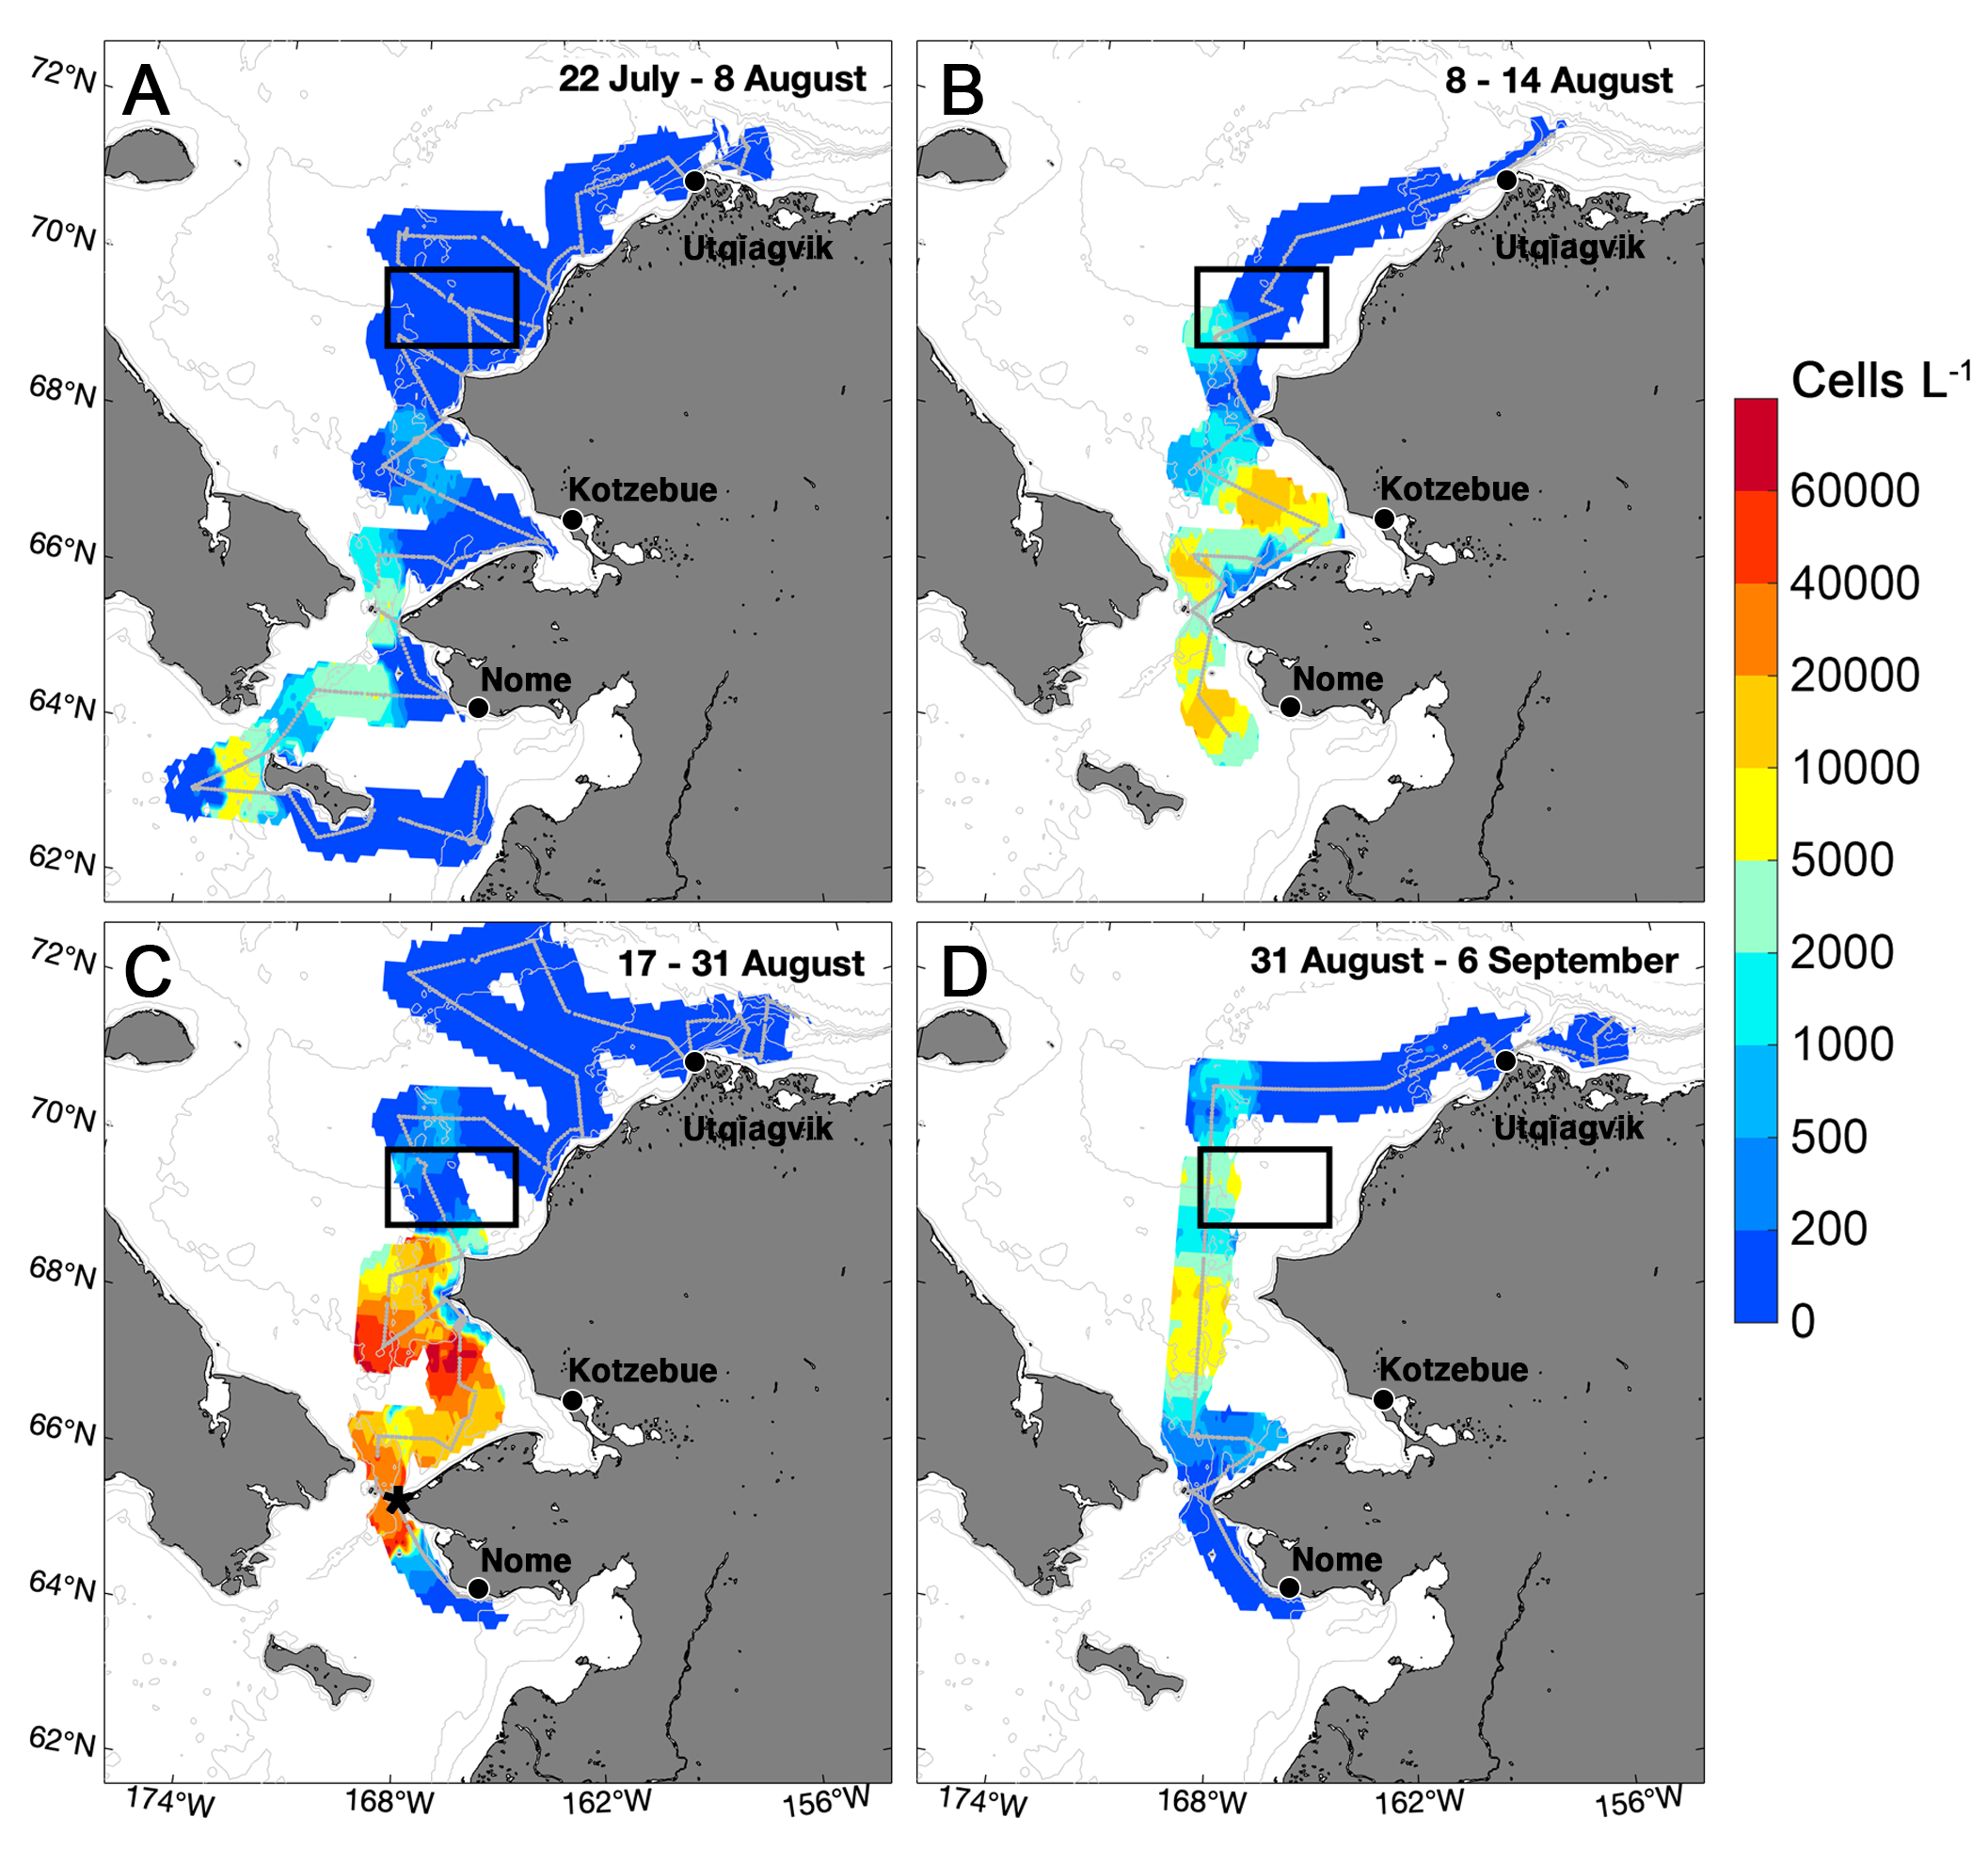 A
22 July - 8 August
72°N
70°N
68°N
66°N
64°N
62°N
Utqiagvik
Kotzebue
Nome
B
8 - 14 August
Utqiagvik
Kotzebue
Nome
Cells L-1
60000
40000
20000
10000
5000
2000
1000
500
200
0
C
17 - 31 August
72°N
70°N
68°N
66°N
64°N
62°N
Utqiagvik
Kotzebue
*
Nome
174°W
168°W
162°W
156°W
D
31 August - 6 September
Utqiagvik
Kotzebue
Nome
174°W
168°W
162°W
156°W